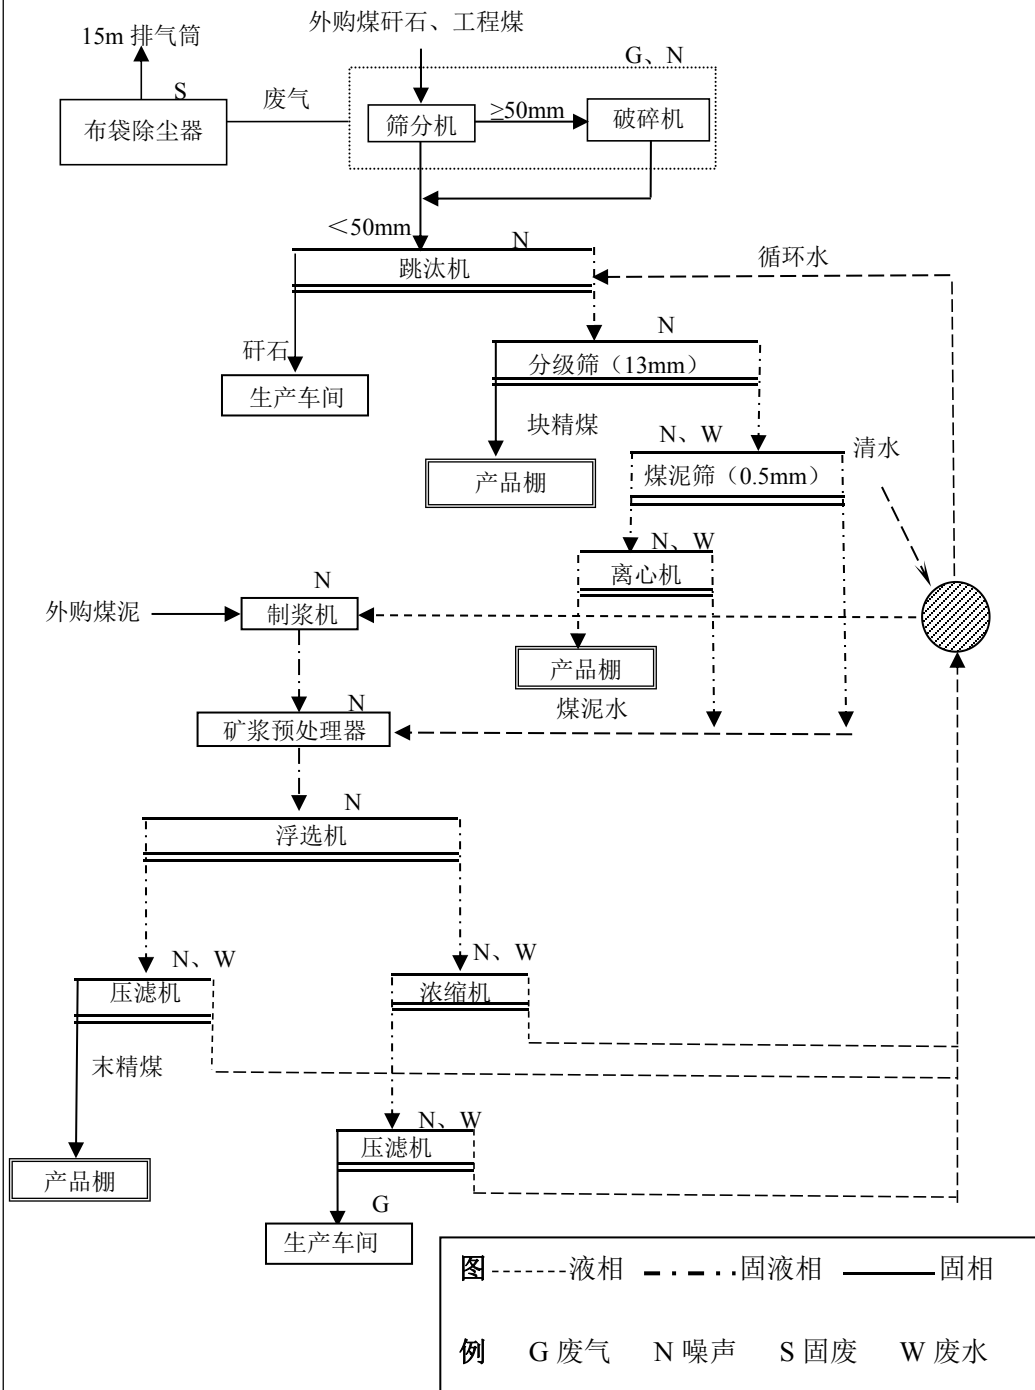 外购煤矸石、工程煤
15m 排气筒
G、N
S
废气
布袋除尘器
筛分机
≥50mm
破碎机
＜50mm
N
跳汰机
循环水
矸石
N
生产车间
分级筛（13mm）
块精煤
N、W
清水
产品棚
煤泥筛（0.5mm）
N、W
离心机
N
外购煤泥
制浆机
产品棚
煤泥水
N
矿浆预处理器
N
浮选机
N、W
N、W
压滤机
浓缩机
末精煤
N、W
压滤机
产品棚
G
生产车间
图 液相 固液相 固相
例 G 废气 N 噪声 S 固废 W 废水